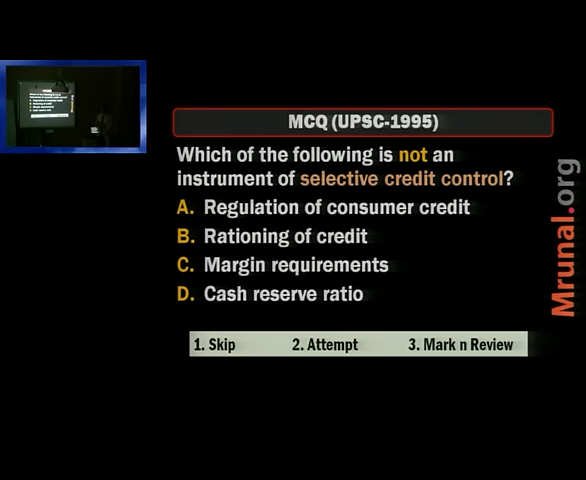 MCQ (UPSC-1995)
Which of the following is not an
instrument of selective credit control?
A. Regulation of consumer credit
B. Rationing of credit
C. Margin requirements
D. Cash reserve ratio
1. Skip 2. Attempt 3. Mark n Review
Mrunal.org